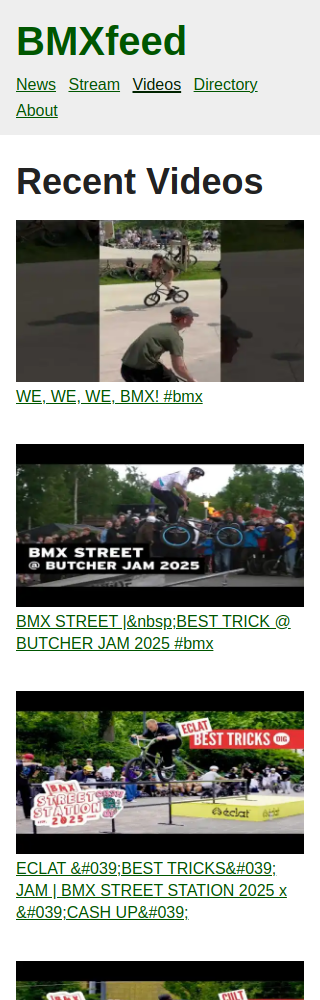 BMXfeed
News Stream Videos Directory
About
Recent Videos
WE, WE, WE, BMX! #bmx
BMX STREET
@ BUTCHER JAM 2025
BMX STREET |&nbsp;BEST TRICK @
BUTCHER JAM 2025 #bmx
ECLAT
BEST TRICKS DIG
BMX
STREET
STATION
2025
éclat
ECLAT &#039;BEST TRICKS&#039;
JAM | BMX STREET STATION 2025 x
&#039;CASH UP&#039;
CULT